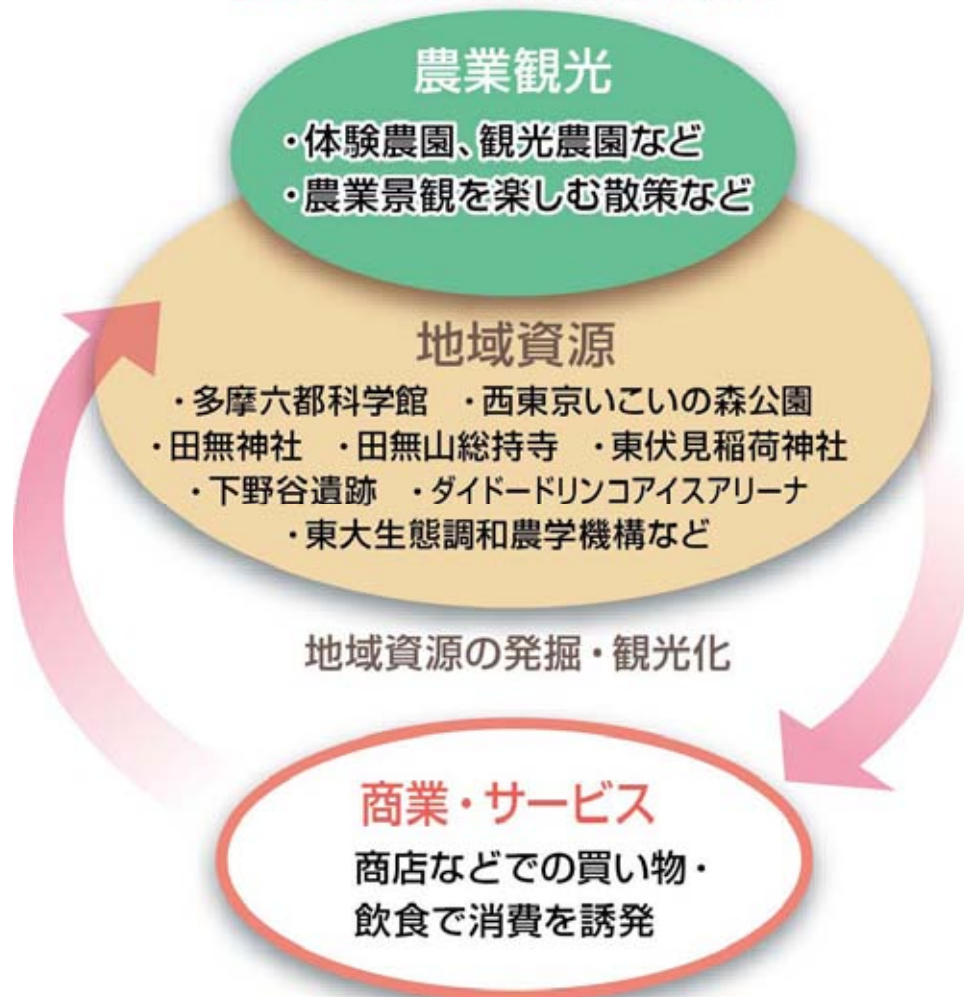 農業観光
・体験農園、観光農園など
・農業景観を楽しむ散策など
地域資源
・多摩六都科学館　・西東京いこいの森公園
・田無神社　・田無山総持寺　・東伏見稲荷神社
・下野谷遺跡　・ダイドードリンコアイスアリーナ
・東大生態調和農学機構など
地域資源の発掘・観光化
商業・サービス
商店などでの買い物・
飲食で消費を誘発